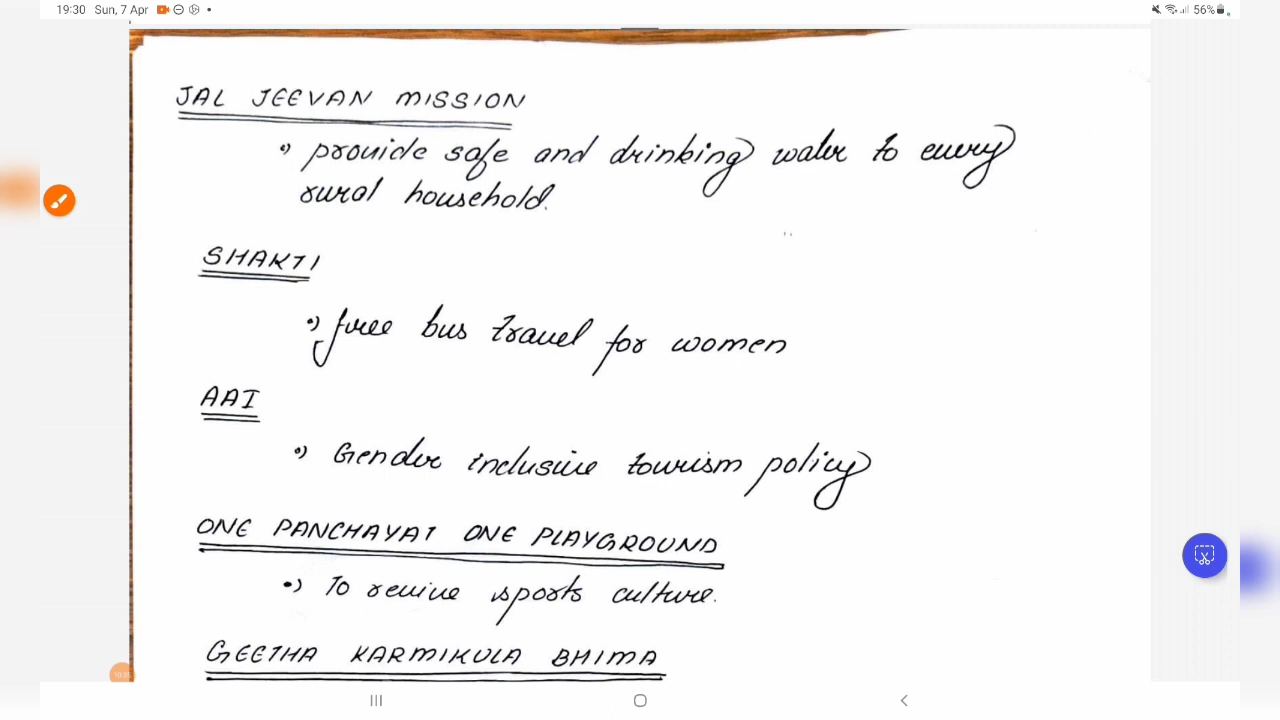 19:30 Sun, 7 Apr
56%
JAL JEEVAN MISSION
provide safe and drinking water to every
rural household.
SHAKTI
free bus travel for women
AAI
Gender inclusive tourism policy
ONE PANCHAYAT ONE PLAYGROUND
To revive sports culture.
GEETHA KARMIKULA BHIMA